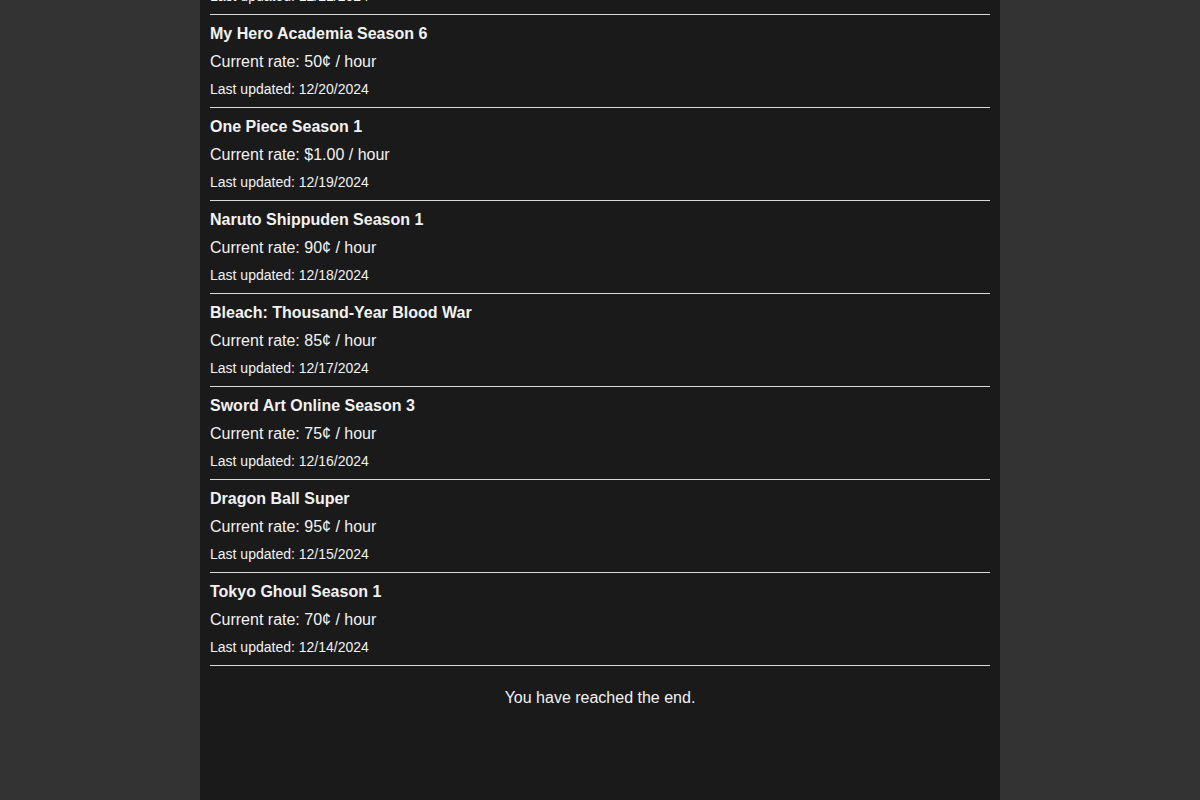 My Hero Academia Season 6
Current rate: 50¢ / hour
Last updated: 12/20/2024
One Piece Season 1
Current rate: $1.00 / hour
Last updated: 12/19/2024
Naruto Shippuden Season 1
Current rate: 90¢ / hour
Last updated: 12/18/2024
Bleach: Thousand-Year Blood War
Current rate: 85¢ / hour
Last updated: 12/17/2024
Sword Art Online Season 3
Current rate: 75¢ / hour
Last updated: 12/16/2024
Dragon Ball Super
Current rate: 95¢ / hour
Last updated: 12/15/2024
Tokyo Ghoul Season 1
Current rate: 70¢ / hour
Last updated: 12/14/2024
You have reached the end.